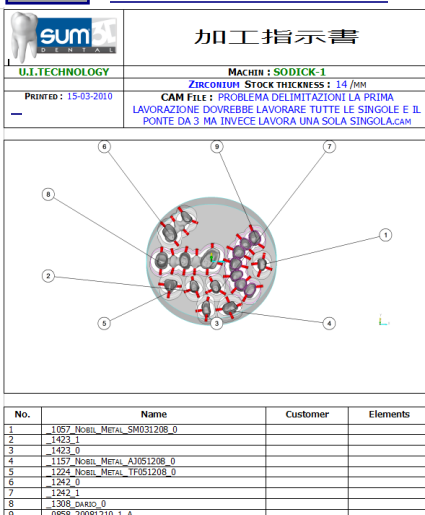 sum3D
DENTAL
加工指示書
U.I.TECHNOLOGY
MACHIN : SODICK-1
ZIRCONIUM STOCK THICKNESS : 14 /MM
PRINTED : 15-03-2010
CAM FILE : PROBLEMA DELIMITAZIONI LA PRIMA
LAVORAZIONE DOVREBBE LAVORARE TUTTE LE SINGOLE E IL
PONTE DA 3 MA INVECE LAVORA UNA SOLA SINGOLA.CAM
6
9
7
8
1
2
5
3
4
No. Name Customer Elements
1 _1057_NOBIL_METAL_SM031208_0
2 _1423_1
3 _1423_0
4 _1157_NOBIL_METAL_AJ051208_0
5 _1224_NOBIL_METAL_TF051208_0
6 _1242_0
7 _1242_1
8 _1308_DARIO_0
9 _0858_20081219_1_A